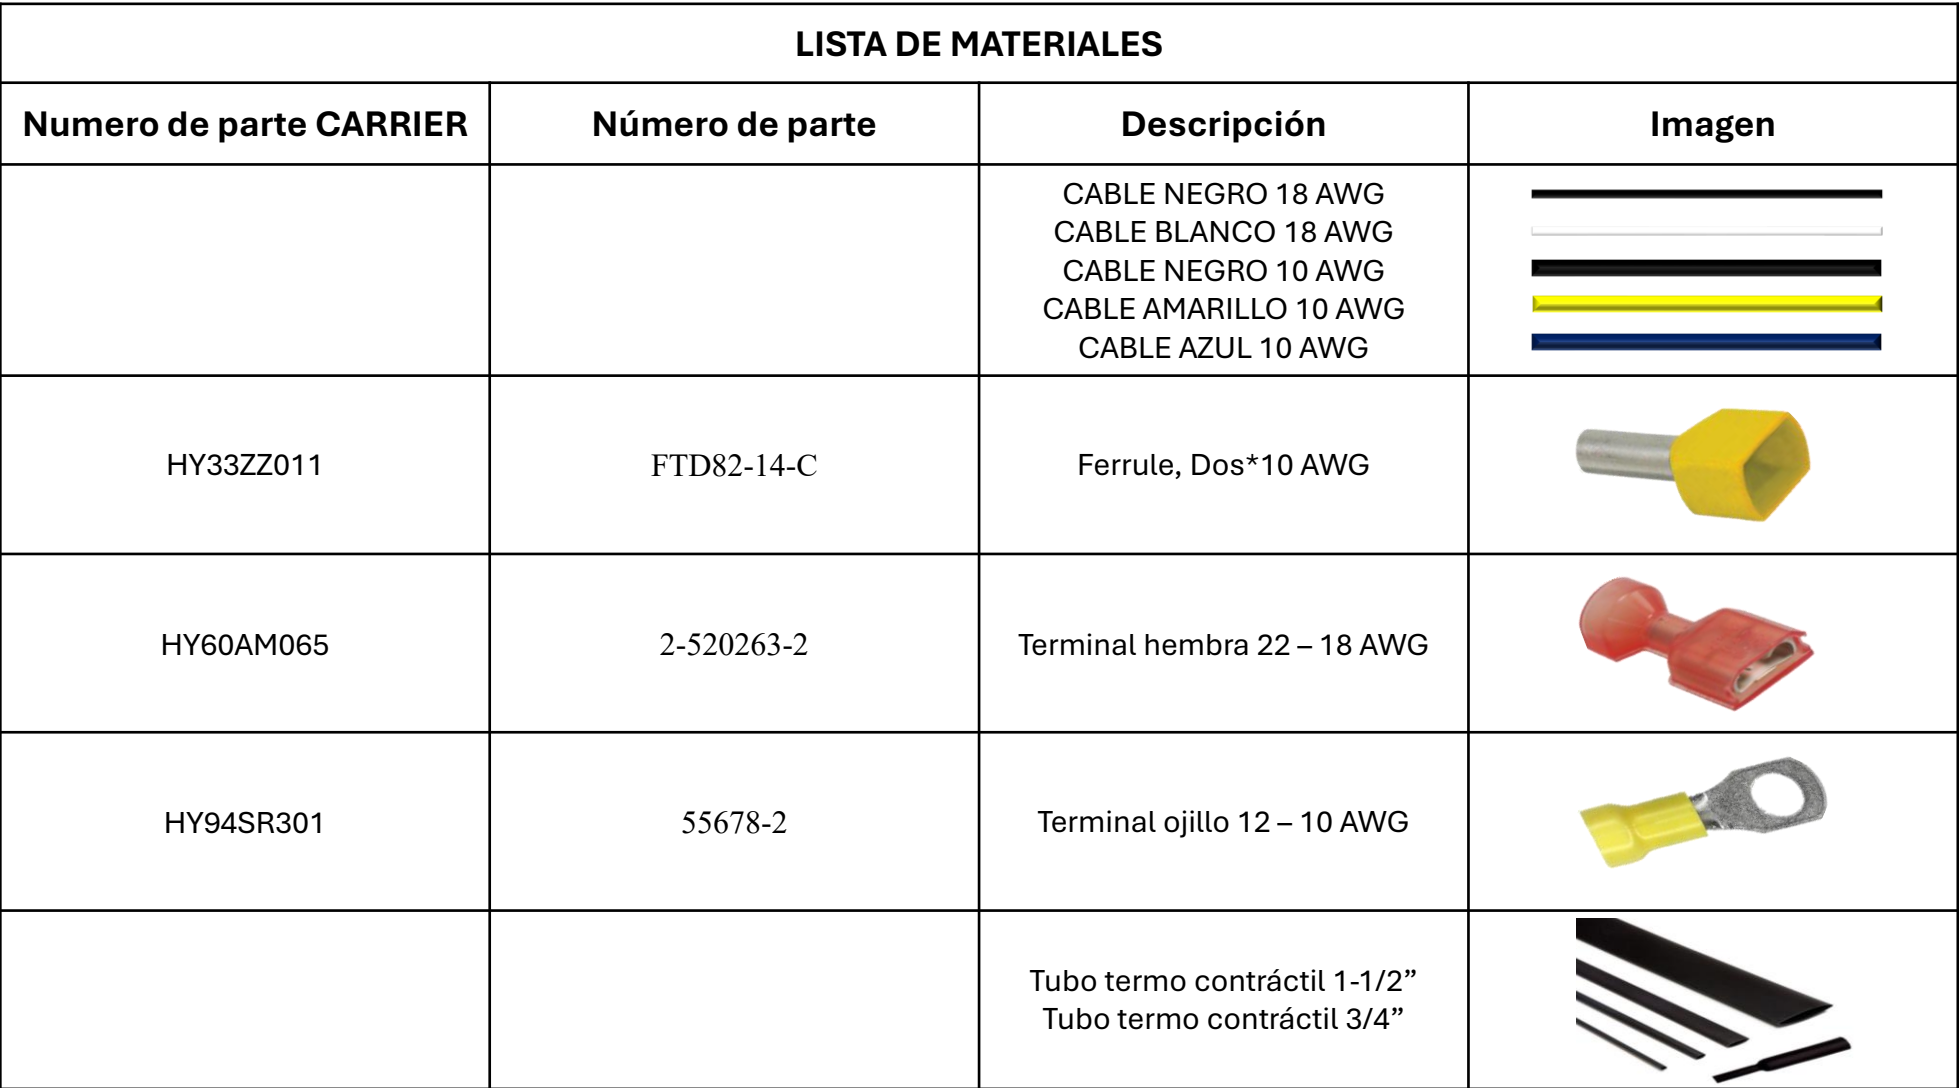 LISTA DE MATERIALES
Numero de parte CARRIER
Número de parte
Descripción
Imagen
CABLE NEGRO 18 AWG
CABLE BLANCO 18 AWG
CABLE NEGRO 10 AWG
CABLE AMARILLO 10 AWG
CABLE AZUL 10 AWG
HY33ZZ011
FTD82-14-C
Ferrule, Dos*10 AWG
HY60AM065
2-520263-2
Terminal hembra 22 – 18 AWG
HY94SR301
55678-2
Terminal ojillo 12 – 10 AWG
Tubo termo contráctil 1-1/2”
Tubo termo contráctil 3/4”